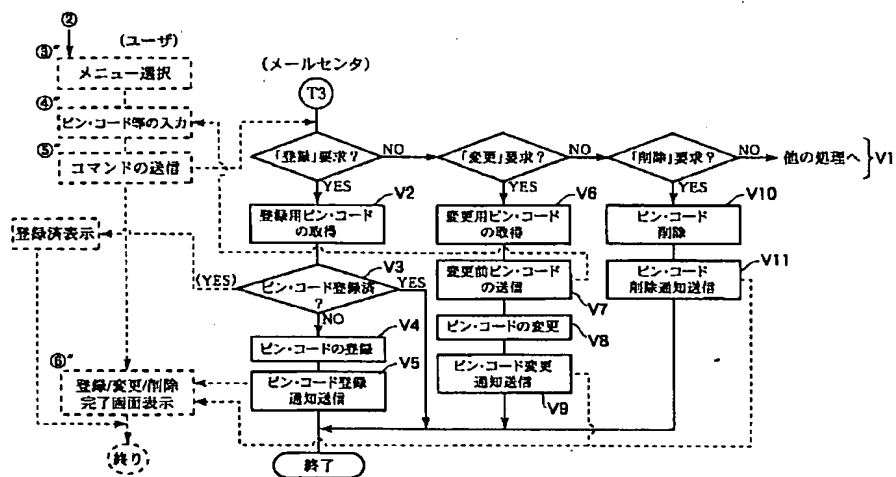 ②
(ユーザ)
③″
メニュー選択
④″
ピン・コード等の入力
⑤″
コマンドの送信
登録済表示
⑥″
登録/変更/削除
完了画面表示
終り
(メールセンタ)
T3
「登録」要求?
NO
YES
「変更」要求?
NO
YES
「削除」要求?
NO
YES
他の処理へ
V1
V2
登録用ピン・コード
の取得
V6
変更用ピン・コード
の取得
V10
ピン・コード
削除
(YES)
V3
ピン・コード登録済
?
YES
NO
変更前ピン・コード
の送信
V7
V11
ピン・コード
削除通知送信
V4
ピン・コードの登録
ピン・コードの変更
V8
V5
ピン・コード登録
通知送信
ピン・コード変更
通知送信
V9
終了